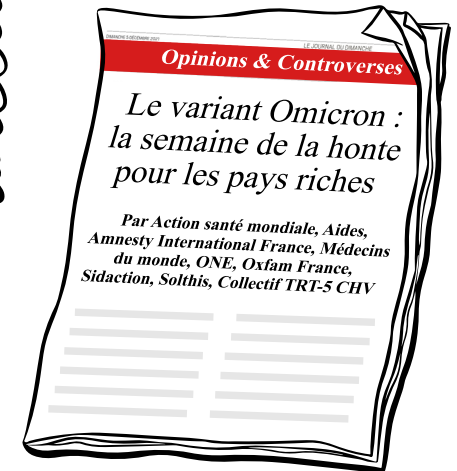 DIMANCHE 5 DÉCEMBRE 2021
LE JOURNAL DU DIMANCHE
Opinions & Controverses
Le variant Omicron :
la semaine de la honte
pour les pays riches
Par Action santé mondiale, Aides,
Amnesty International France, Médecins
du monde, ONE, Oxfam France,
Sidaction, Solthis, Collectif TRT-5 CHV